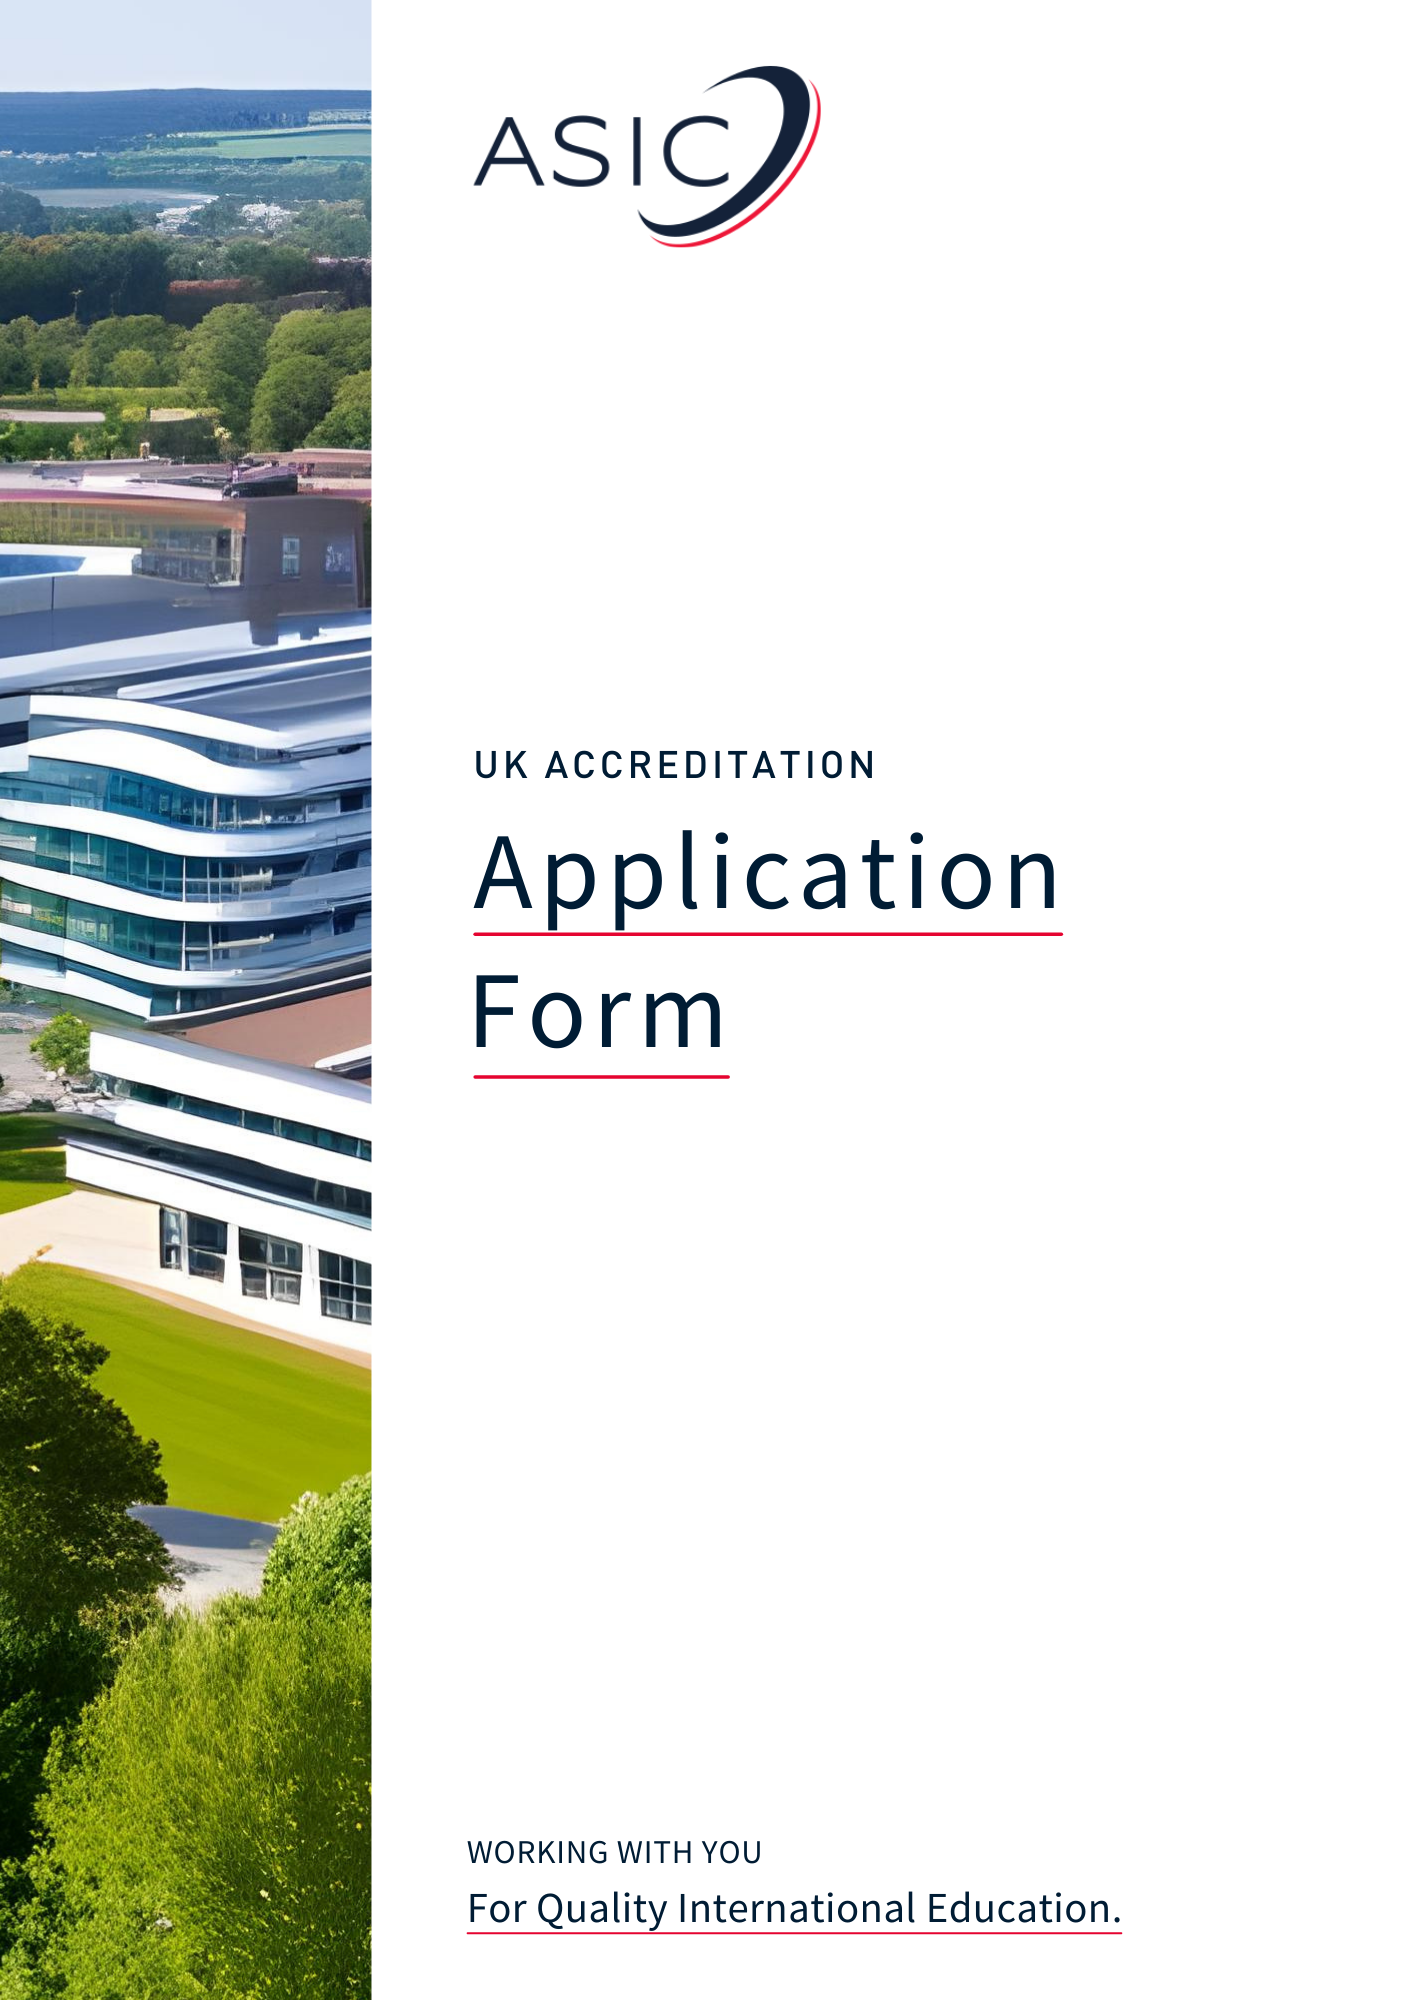 ASIC
UK ACCREDITATION
Application
Form
WORKING WITH YOU
For Quality International Education.